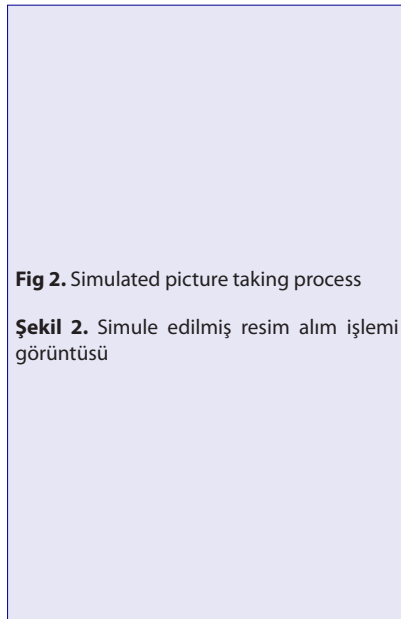 Fig 2. Simulated picture taking process
Şekil 2. Simule edilmiş resim alım işlemi
görüntüsü